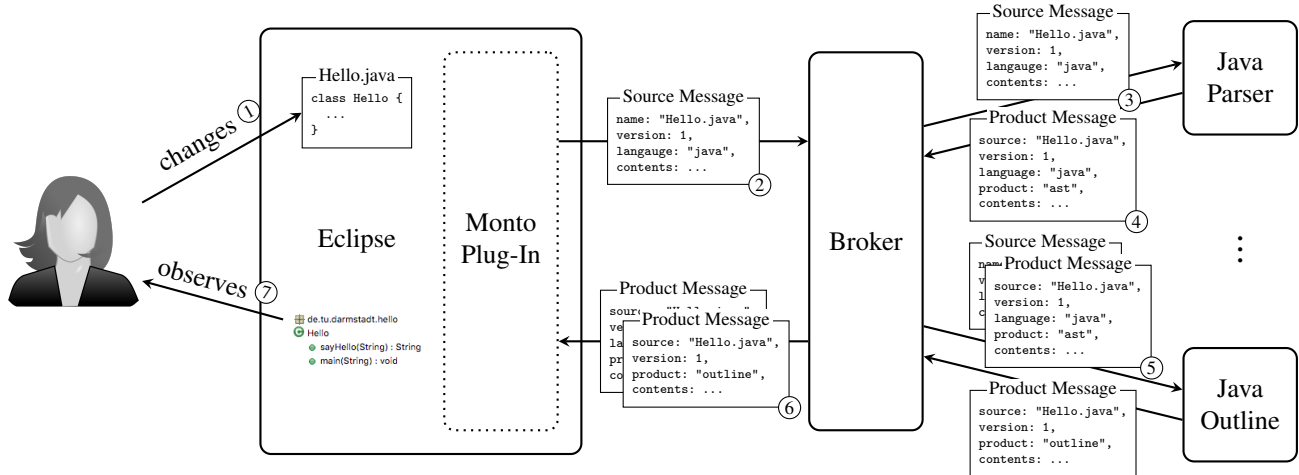 Hello.java
class Hello {
...
}
changes 1
Eclipse
Monto
Plug-In
observes 7
de.tu.darmstadt.hello
Hello
sayHello(String) : String
main(String) : void
Source Message
name: "Hello.java",
version: 1,
langauge: "java",
contents: ...
2
Product Message
Product Message
source: "Hello.java",
version: 1,
product: "outline",
contents: ...
6
Broker
Source Message
name: "Hello.java",
version: 1,
langauge: "java",
contents: ...
3
Product Message
source: "Hello.java",
version: 1,
language: "java",
product: "ast",
contents: ...
4
Source Message
Product Message
source: "Hello.java",
version: 1,
language: "java",
product: "ast",
contents: ...
5
Product Message
source: "Hello.java",
version: 1,
product: "outline",
contents: ...
Java
Parser
Java
Outline